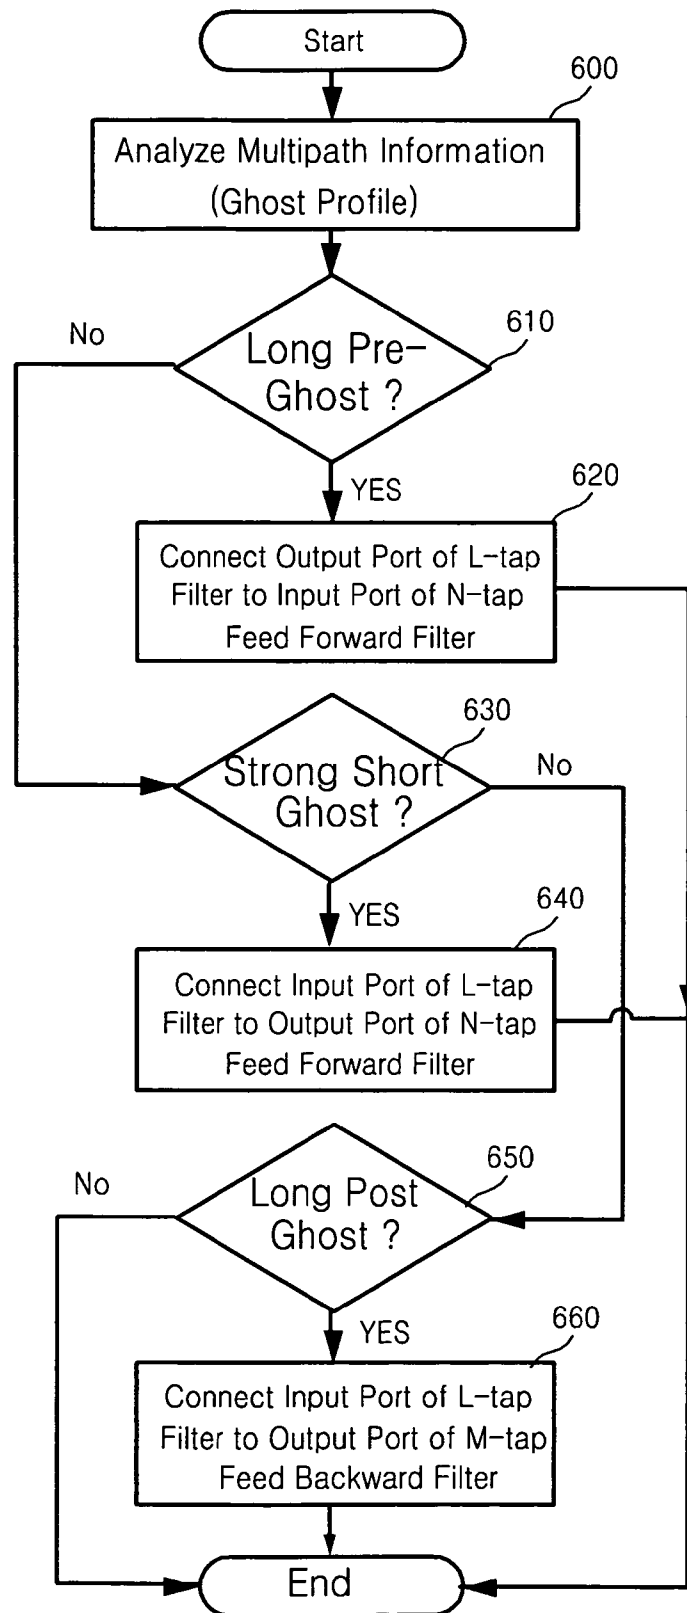 Start
600
Analyze Multipath Information
(Ghost Profile)
No
610
Long Pre-
Ghost ?
YES
620
Connect Output Port of L-tap
Filter to Input Port of N-tap
Feed Forward Filter
630
Strong Short
Ghost ?
No
YES
640
Connect Input Port of L-tap
Filter to Output Port of N-tap
Feed Forward Filter
650
No
Long Post
Ghost ?
YES
660
Connect Input Port of L-tap
Filter to Output Port of M-tap
Feed Backward Filter
End